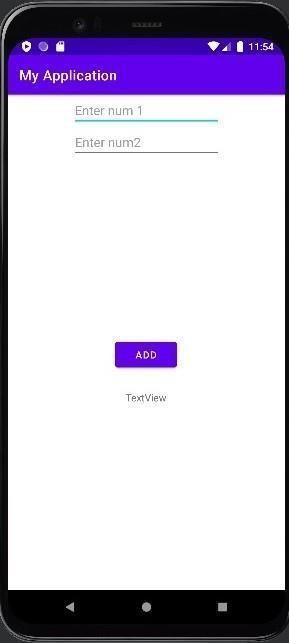 11:54
My Application
Enter num 1
Enter num2
ADD
TextView